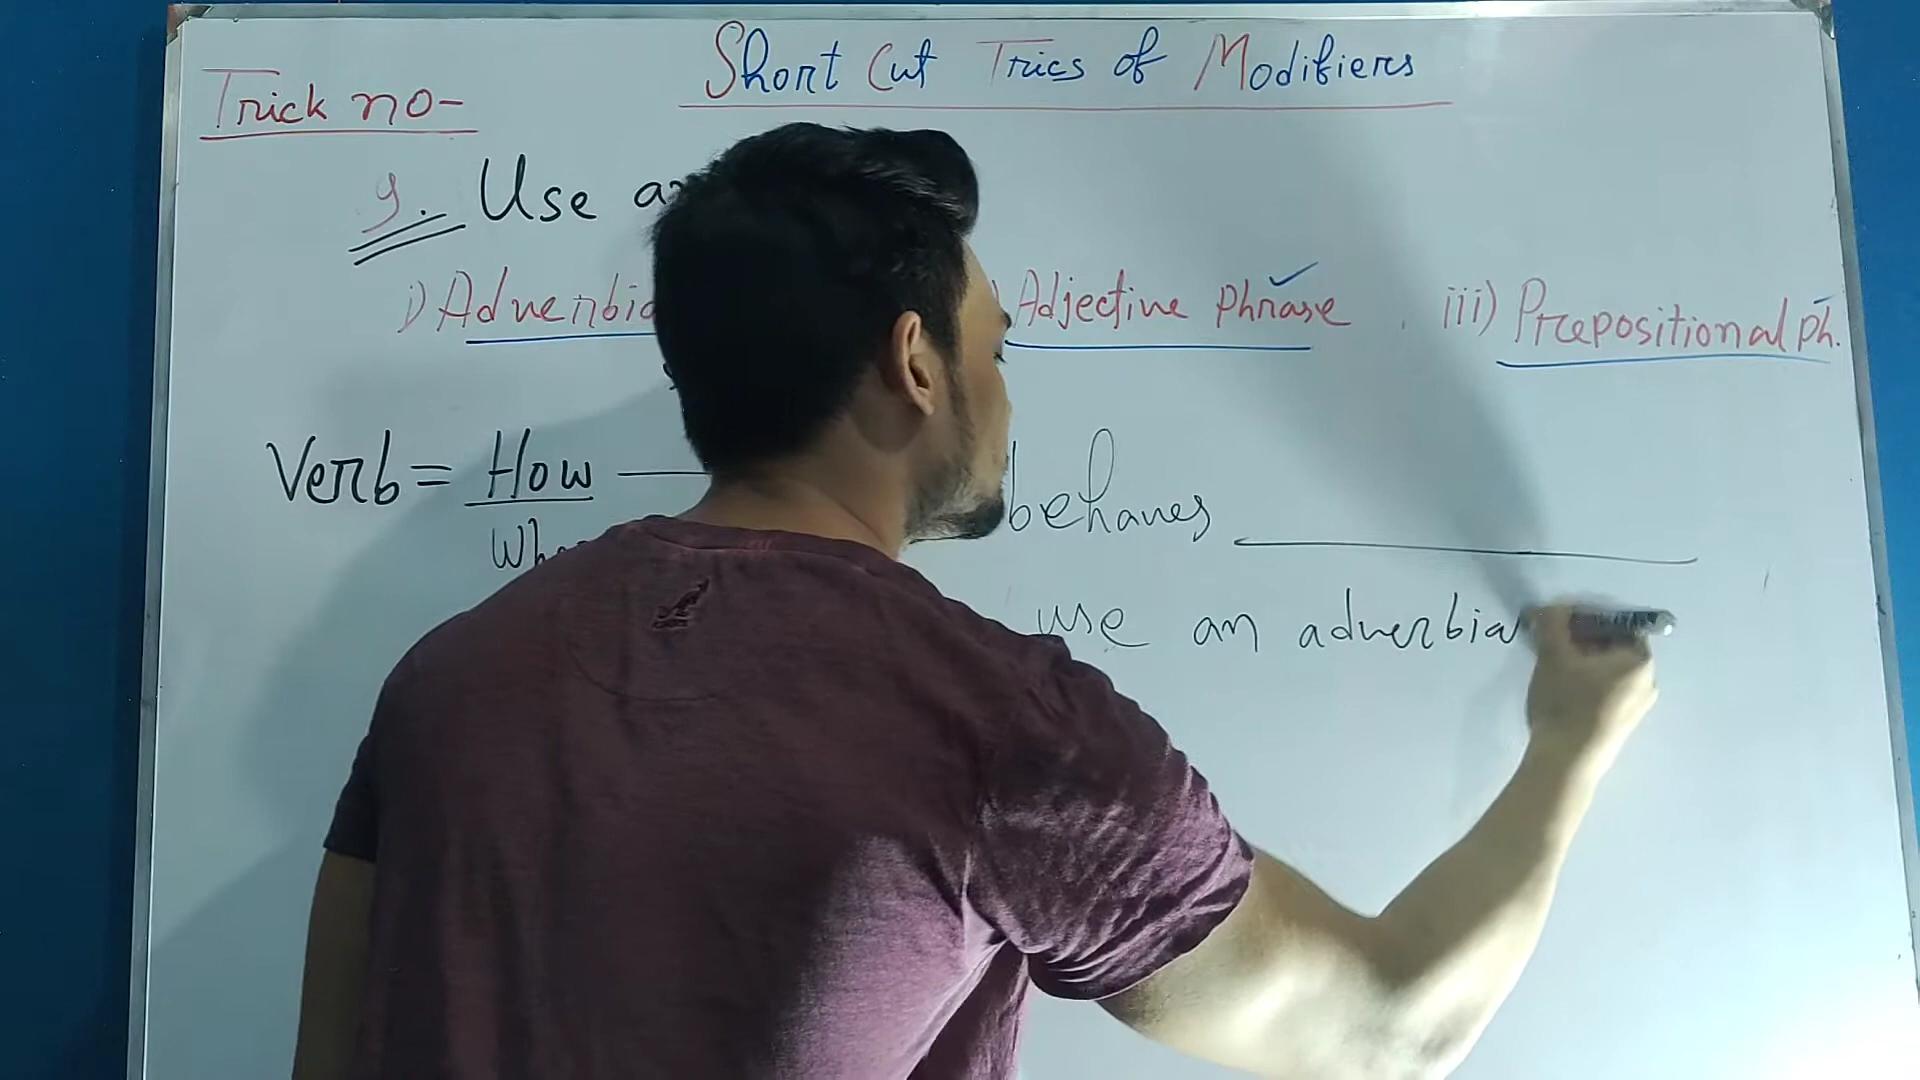 Short Cut Trics of Modifiers
Trick no-
9. Use
i) Adverbia
Adjective phrase
iii) Prepositional Ph.
Verb = How
behaves
use an adverbia